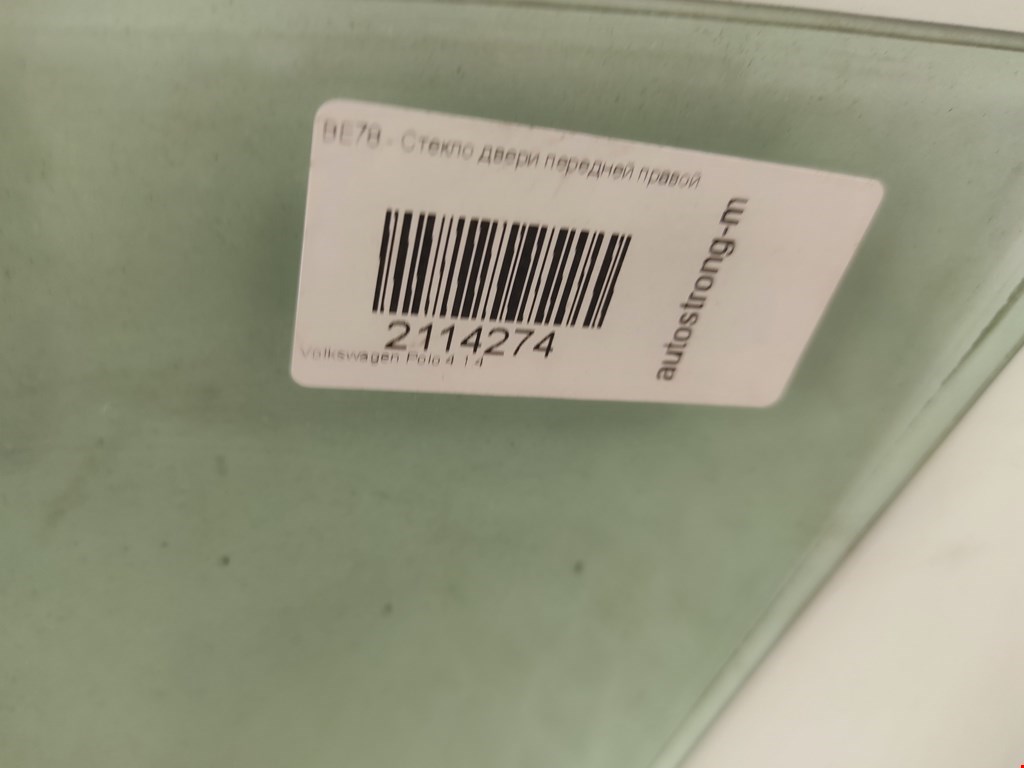 BE78 - Стекло двери передней правой
2114274
Volkswagen Polo 4 1.4
autostrong-m